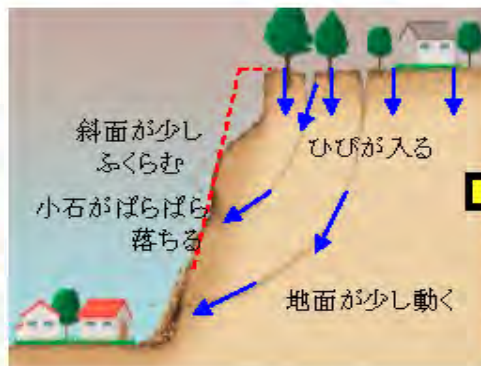 斜面が少し
ふくらむ
小石がぱらぱら
落ちる
ひびが入る
地面が少し動く